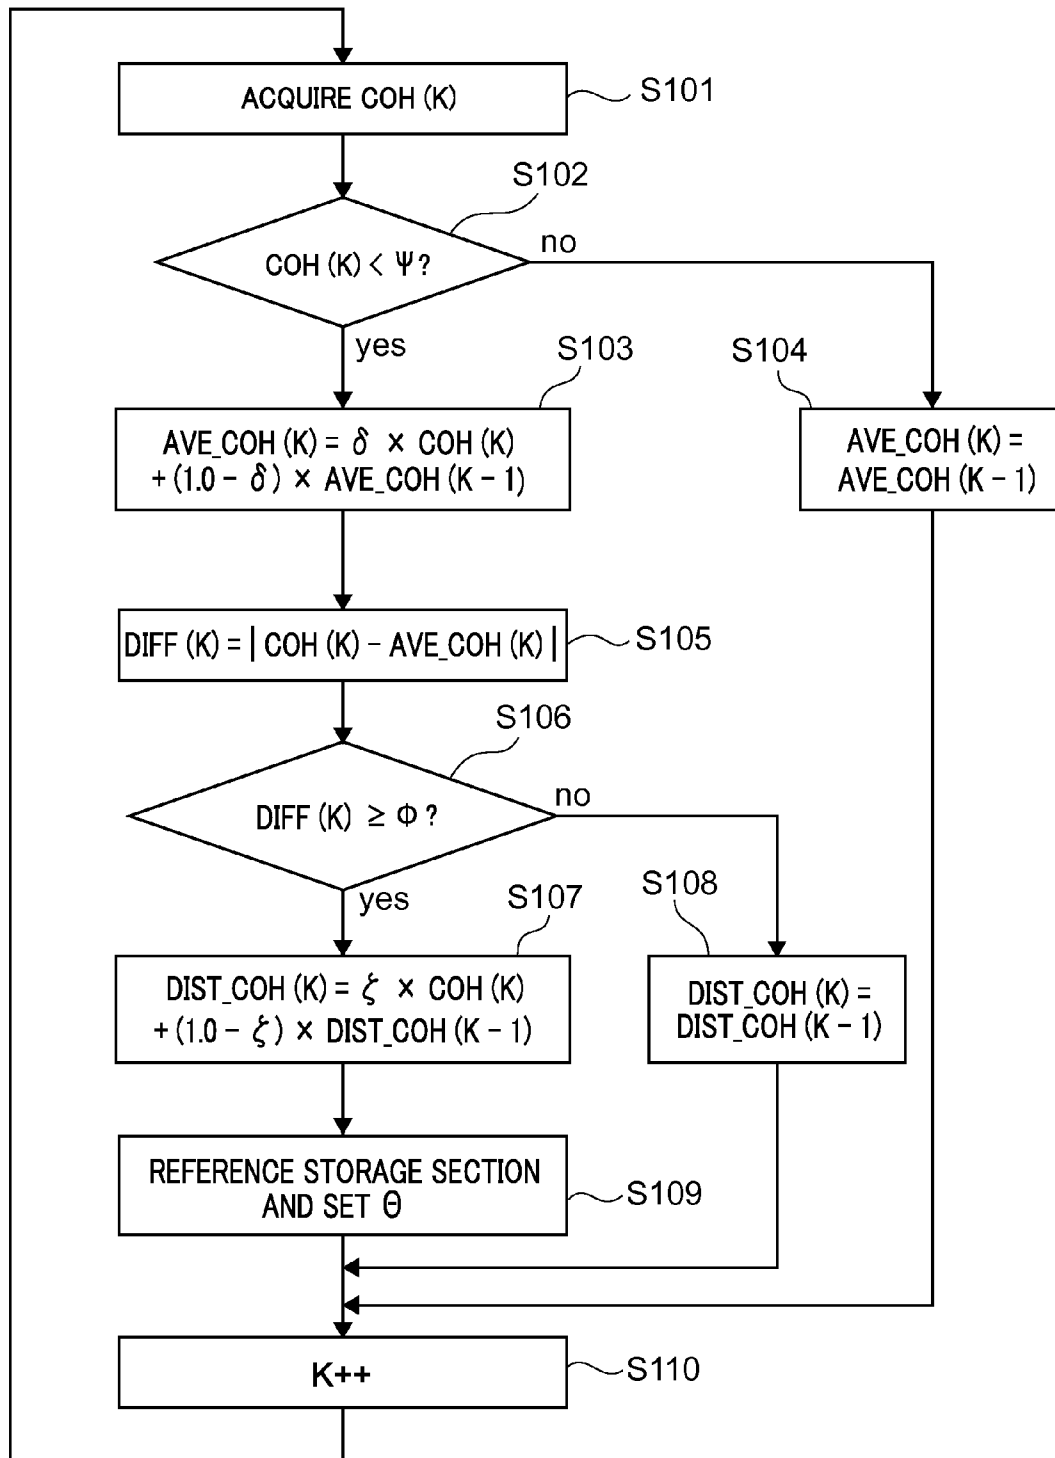 ACQUIRE COH (K)
S101
S102
COH (K) < Ψ?
no
yes
S103
S104
AVE_COH (K) = δ × COH (K)
+ (1.0 - δ) × AVE_COH (K - 1)
AVE_COH (K) =
AVE_COH (K - 1)
DIFF (K) = | COH (K) - AVE_COH (K) |
S105
S106
DIFF (K) ≥ Φ?
no
yes
S107
S108
DIST_COH (K) = ζ × COH (K)
+ (1.0 - ζ) × DIST_COH (K - 1)
DIST_COH (K) =
DIST_COH (K - 1)
REFERENCE STORAGE SECTION
AND SET Θ
S109
K++
S110